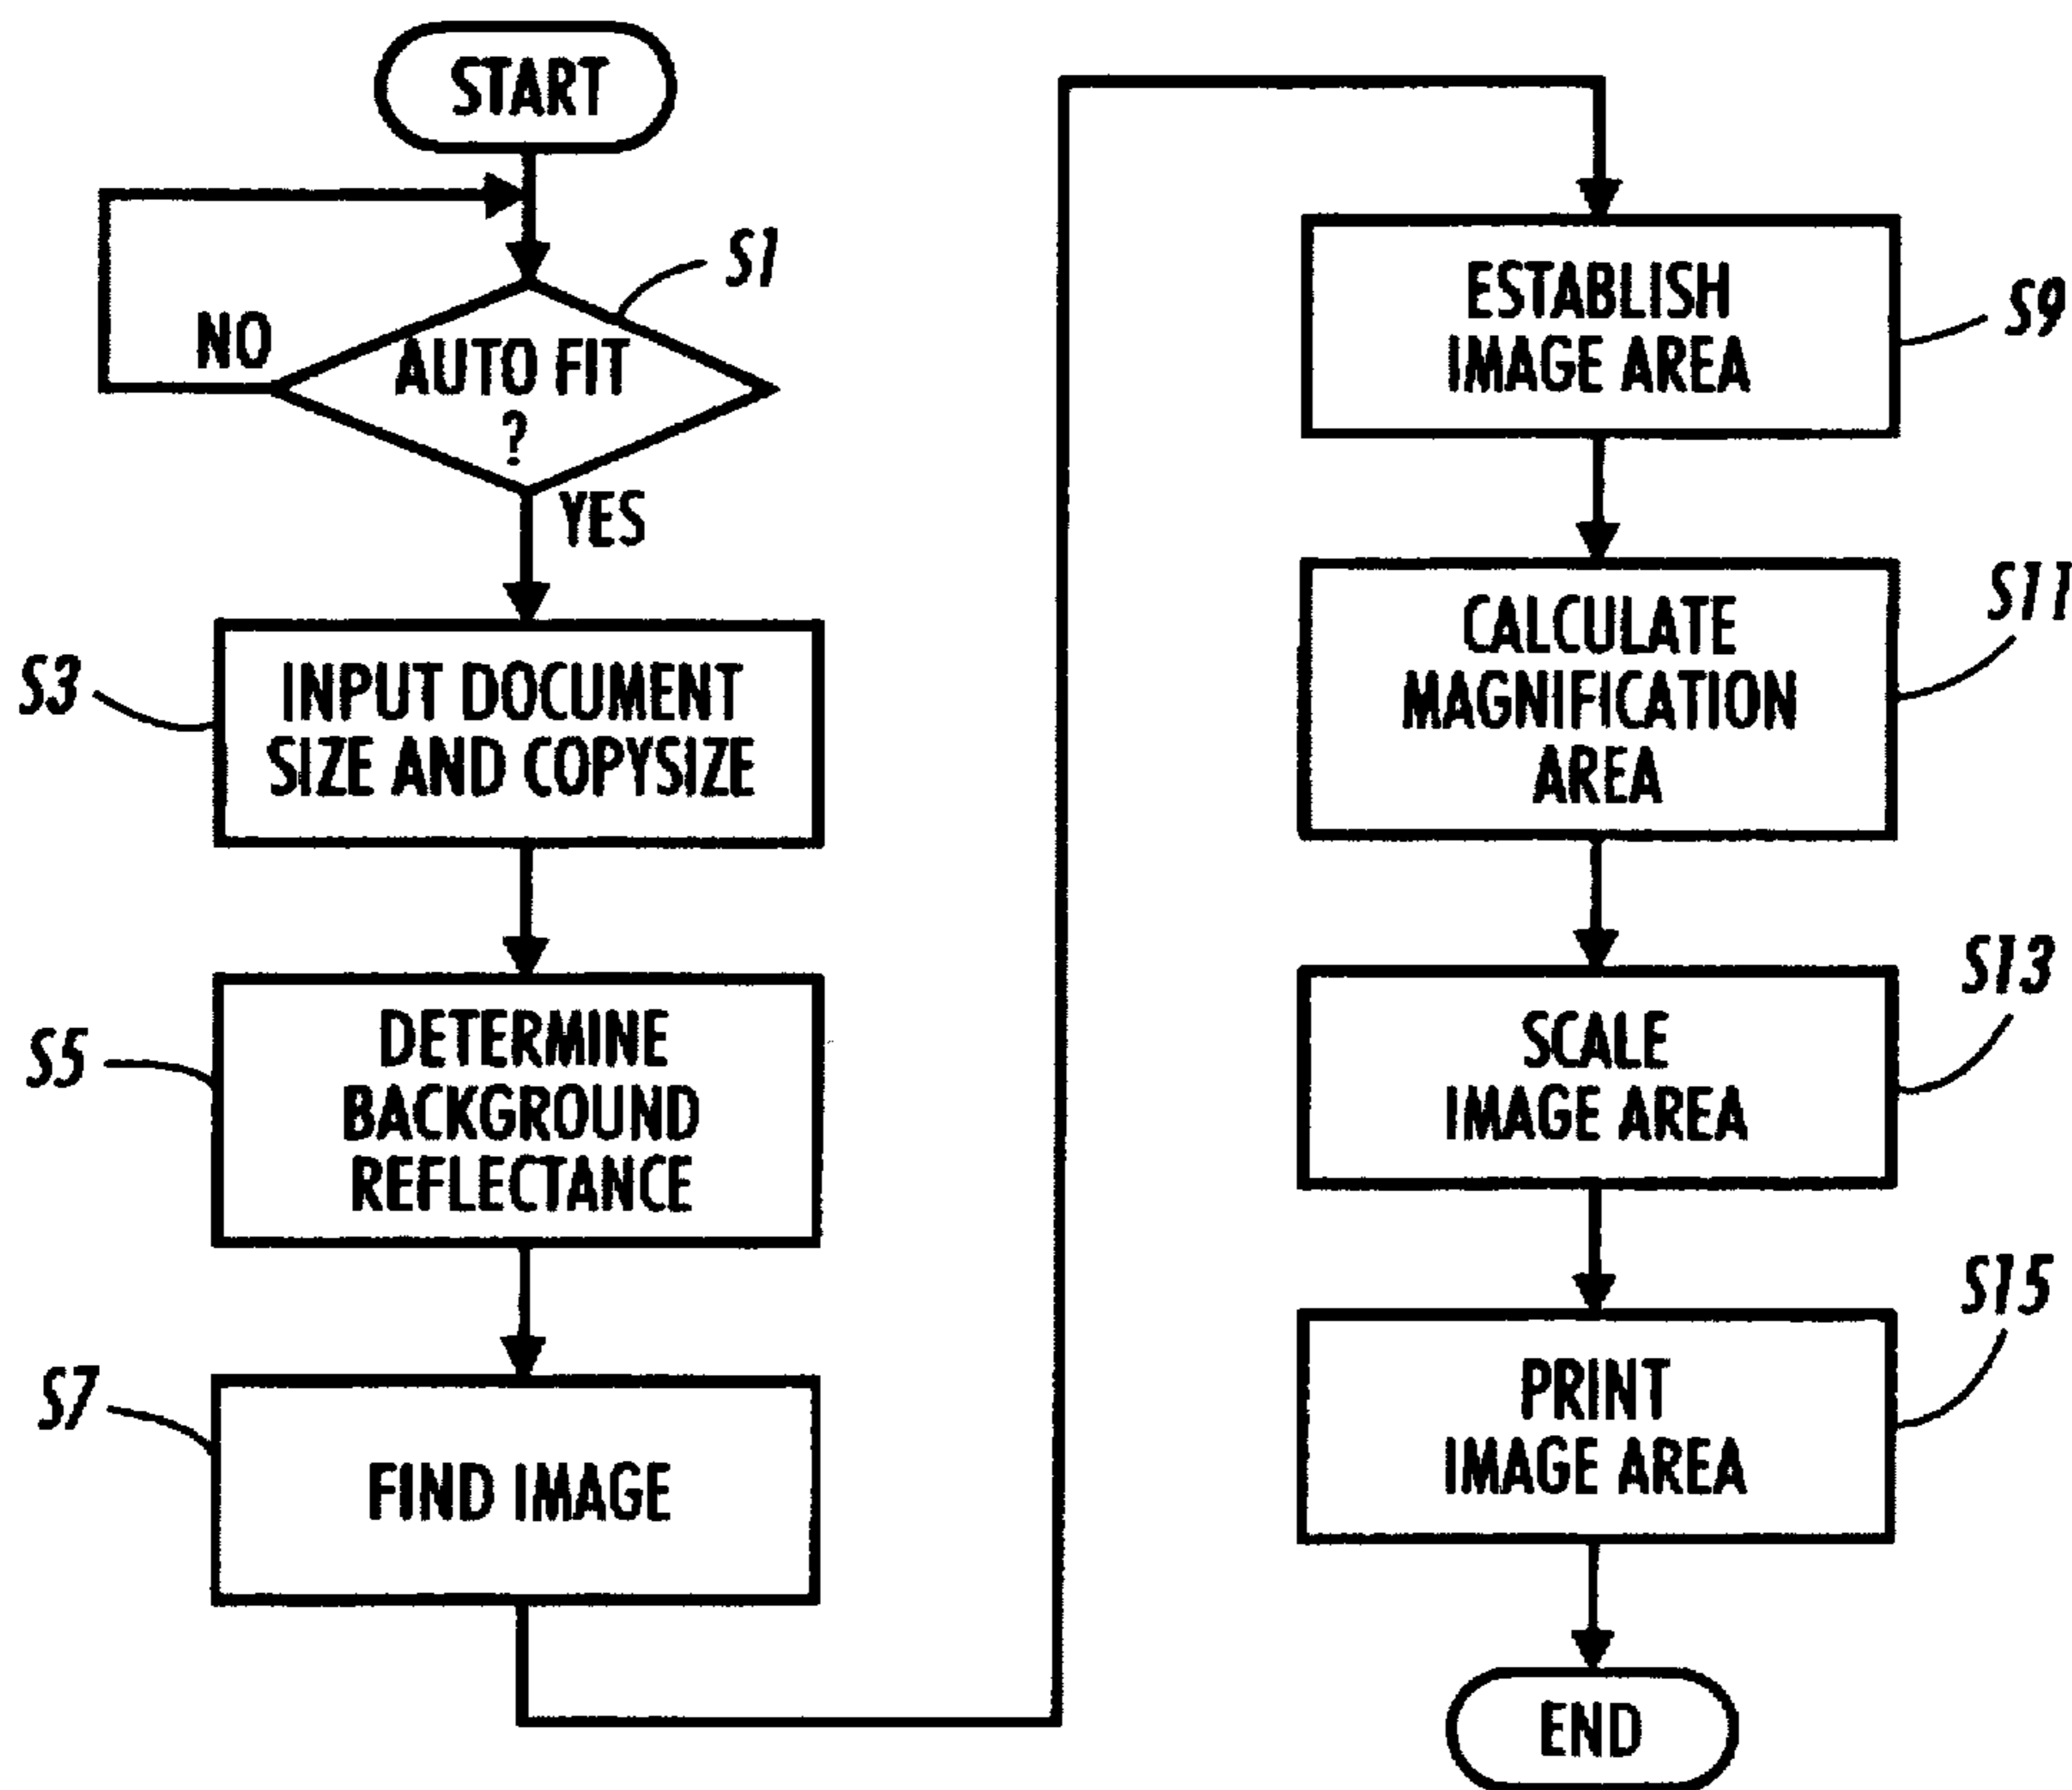 START
S1
NO
AUTO FIT
?
YES
S3
INPUT DOCUMENT
SIZE AND COPYSIZE
S5
DETERMINE
BACKGROUND
REFLECTANCE
S7
FIND IMAGE
ESTABLISH
IMAGE AREA
S9
CALCULATE
MAGNIFICATION
AREA
S11
SCALE
IMAGE AREA
S13
PRINT
IMAGE AREA
S15
END